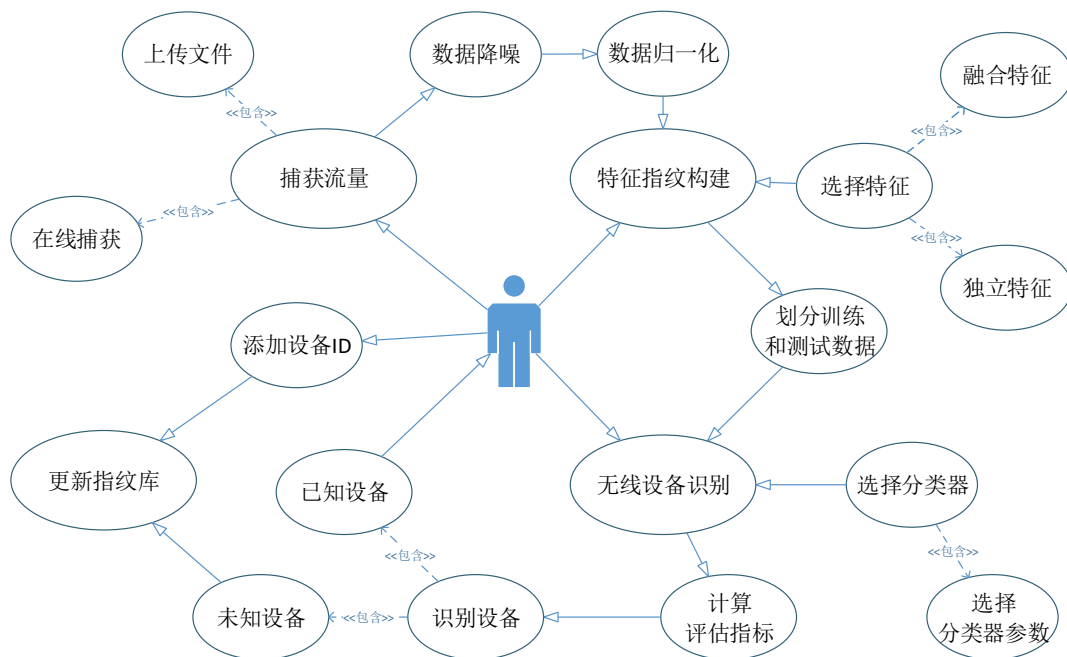 上传文件
数据降噪
数据归一化
融合特征
<<包含>>
<<包含>>
捕获流量
特征指纹构建
选择特征
<<包含>>
<<包含>>
在线捕获
独立特征
添加设备ID
划分训练
和测试数据
更新指纹库
已知设备
无线设备识别
选择分类器
<<包含>>
<<包含>>
未知设备
<<包含>>
识别设备
计算
评估指标
选择
分类器参数